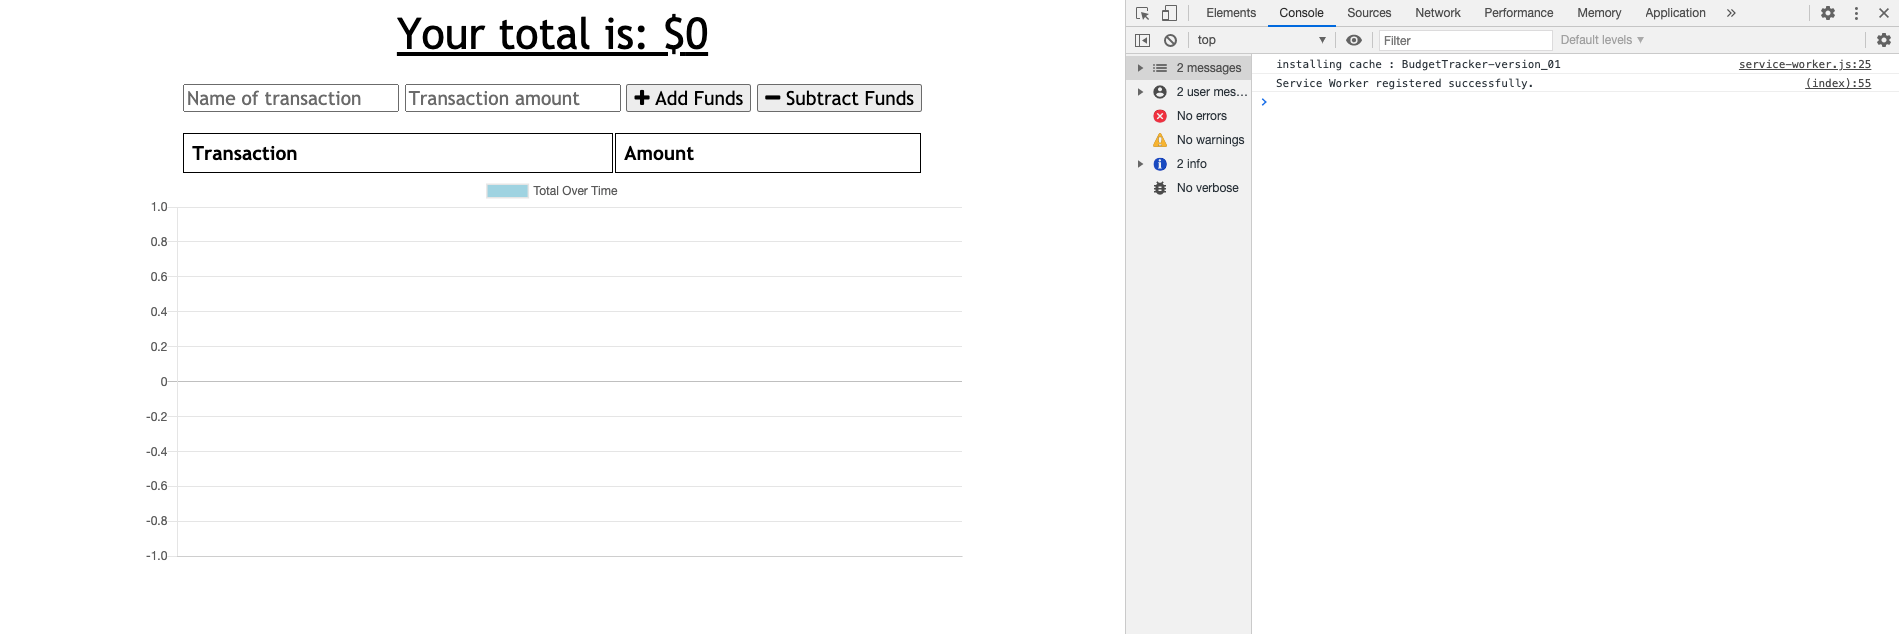 Your total is: $0
Name of transaction Transaction amount Add Funds Subtract Funds
Transaction Amount
Total Over Time
1.0
0.8
0.6
0.4
0.2
0
-0.2
-0.4
-0.6
-0.8
-1.0
Elements Console Sources Network Performance Memory Application »
top Filter Default levels
2 messages
2 user mes...
No errors
No warnings
2 info
No verbose
installing cache : BudgetTracker-version_01 service-worker.js:25
Service Worker registered successfully. (index):55